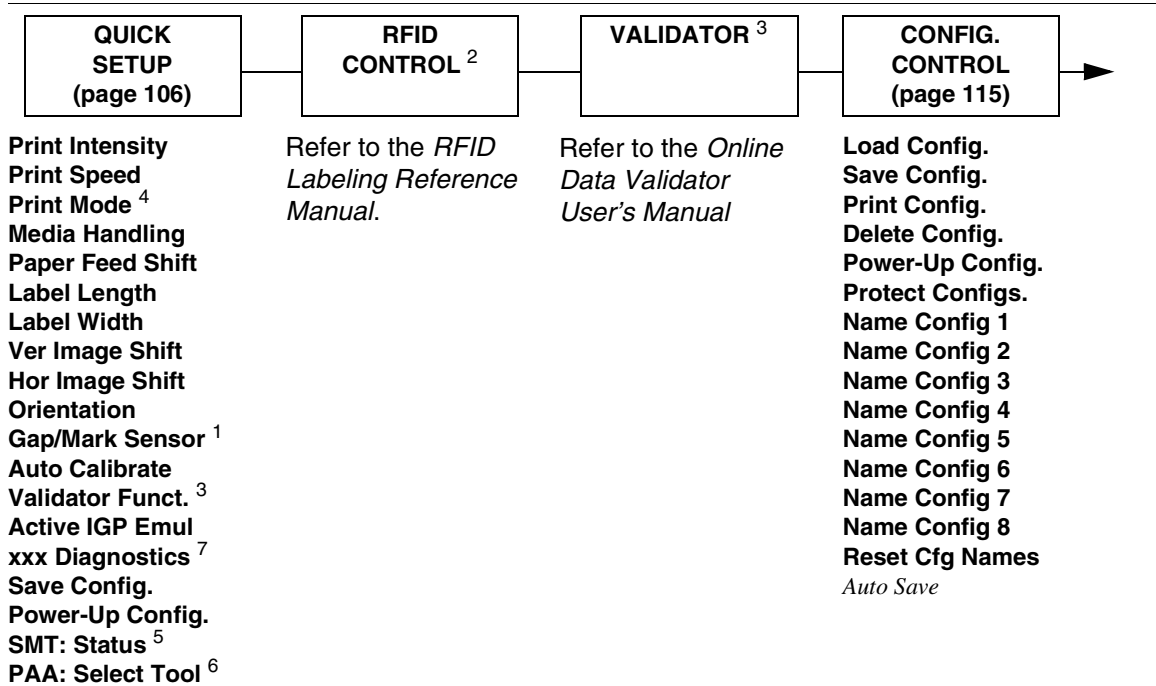 QUICK
SETUP
(page 106)
RFID
CONTROL 2
VALIDATOR 3
CONFIG.
CONTROL
(page 115)
Print Intensity
Print Speed
Print Mode 4
Media Handling
Paper Feed Shift
Label Length
Label Width
Ver Image Shift
Hor Image Shift
Orientation
Gap/Mark Sensor 1
Auto Calibrate
Validator Funct. 3
Active IGP Emul
xxx Diagnostics 7
Save Config.
Power-Up Config.
SMT: Status 5
PAA: Select Tool 6
Refer to the RFID
Labeling Reference
Manual.
Refer to the Online
Data Validator
User's Manual
Load Config.
Save Config.
Print Config.
Delete Config.
Power-Up Config.
Protect Configs.
Name Config 1
Name Config 2
Name Config 3
Name Config 4
Name Config 5
Name Config 6
Name Config 7
Name Config 8
Reset Cfg Names
Auto Save